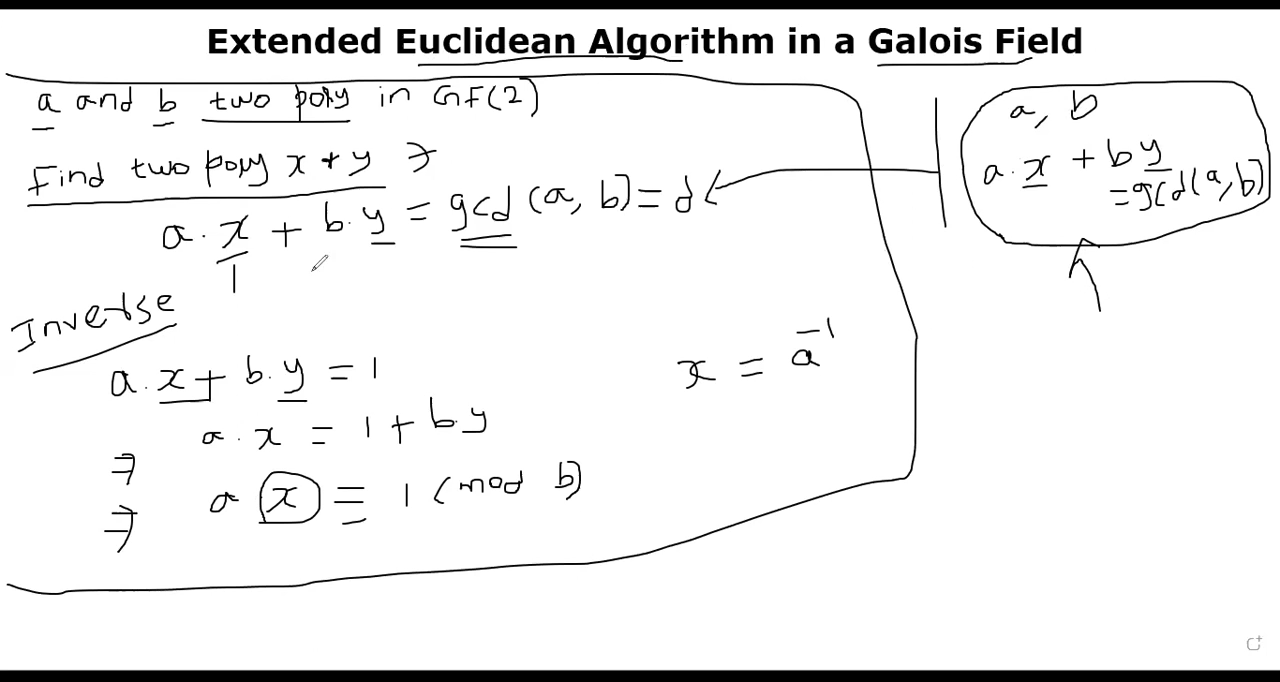 Extended Euclidean Algorithm in a Galois Field
a and b two poly in GF(2)
Find two poly x + y ∋
a · x + b · y = gcd (a, b) = d
Inverse
a · x + b · y = 1
a · x = 1 + b · y
⇒
⇒ a x ≡ 1 (mod b)
x = a⁻¹
a, b
a · x + b y
= gcd(a, b)